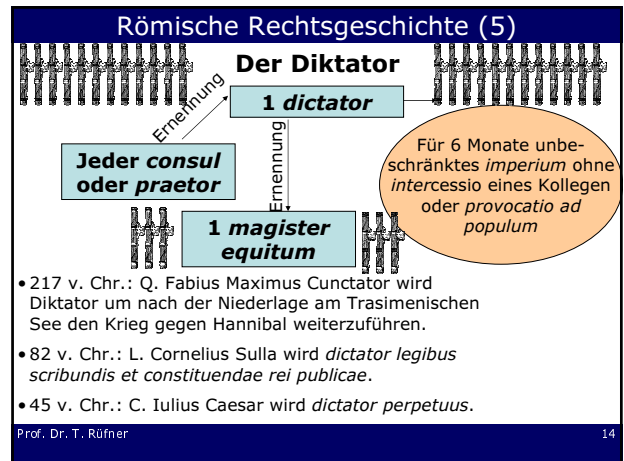 Römische Rechtsgeschichte (5)
Der Diktator
Ernennung
1 dictator
Jeder consul
oder praetor
Ernennung
Für 6 Monate unbe-
schränktes imperium ohne
intercessio eines Kollegen
oder provocatio ad
populum
1 magister
equitum
• 217 v. Chr.: Q. Fabius Maximus Cunctator wird
Diktator um nach der Niederlage am Trasimenischen
See den Krieg gegen Hannibal weiterzuführen.
• 82 v. Chr.: L. Cornelius Sulla wird dictator legibus
scribundis et constituendae rei publicae.
• 45 v. Chr.: C. Iulius Caesar wird dictator perpetuus.
Prof. Dr. T. Rüfner 14